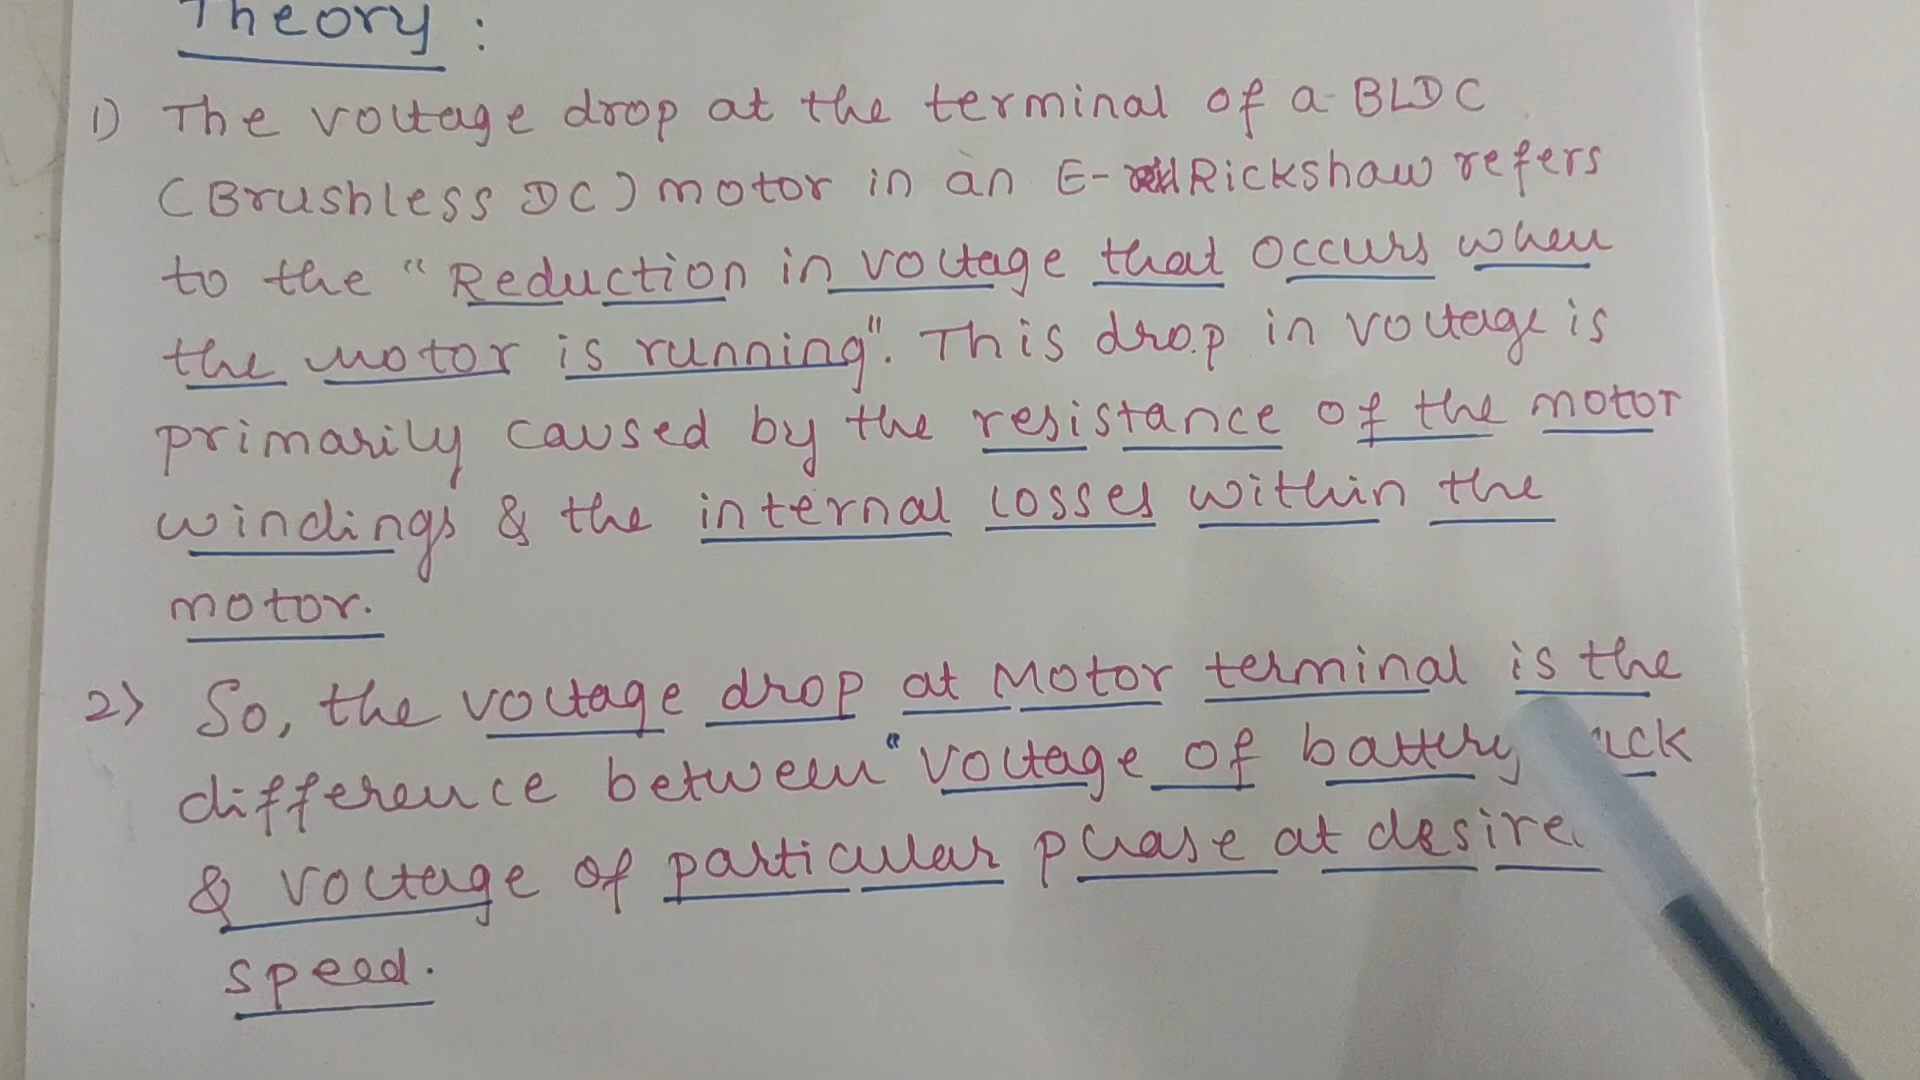 Theory :
1) The voltage drop at the terminal of a BLDC
(Brushless DC) motor in an E-Rickshaw refers
to the "Reduction in voltage that occurs when
the motor is running". This drop in voltage is
primarily caused by the resistance of the motor
windings & the internal losses within the
motor.
2) So, the voltage drop at Motor terminal is the
difference between "voltage of battery
& voltage of particular phase at desire
speed.